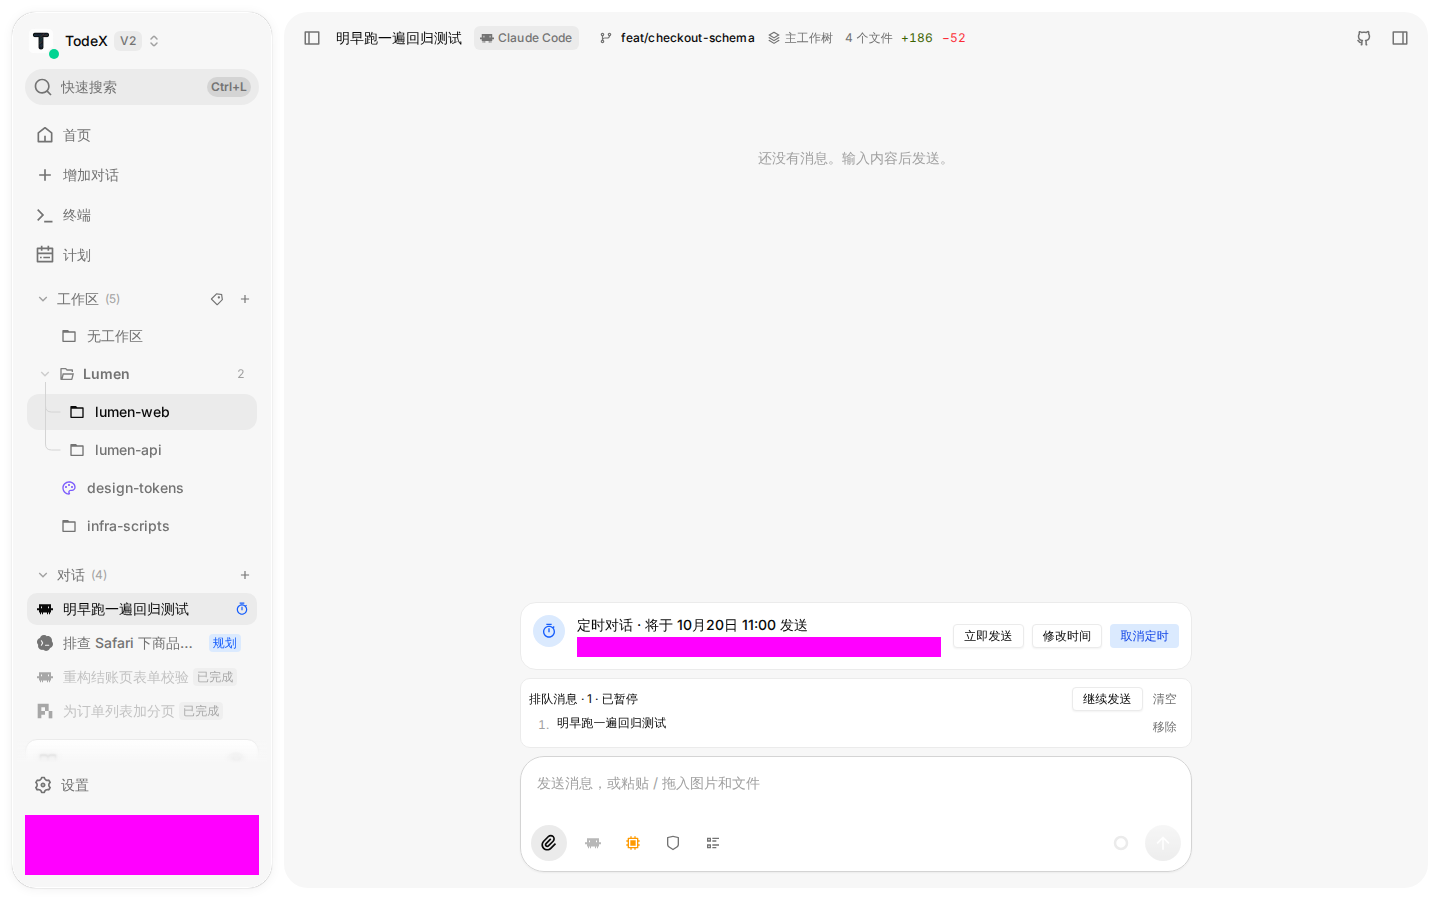 TodeX V2
快速搜索 Ctrl+L
首页
增加对话
终端
计划
工作区 (5)
无工作区
Lumen 2
lumen-web
lumen-api
design-tokens
infra-scripts
对话 (4)
明早跑一遍回归测试
排查 Safari 下商品... 规划
重构结账页表单校验 已完成
为订单列表加分页 已完成
设置
明早跑一遍回归测试 Claude Code feat/checkout-schema 主工作树 4 个文件 +186 −52
还没有消息。输入内容后发送。
定时对话 · 将于 10月20日 11:00 发送
立即发送 修改时间 取消定时
排队消息 · 1 · 已暂停 继续发送 清空
1. 明早跑一遍回归测试 移除
发送消息，或粘贴 / 拖入图片和文件